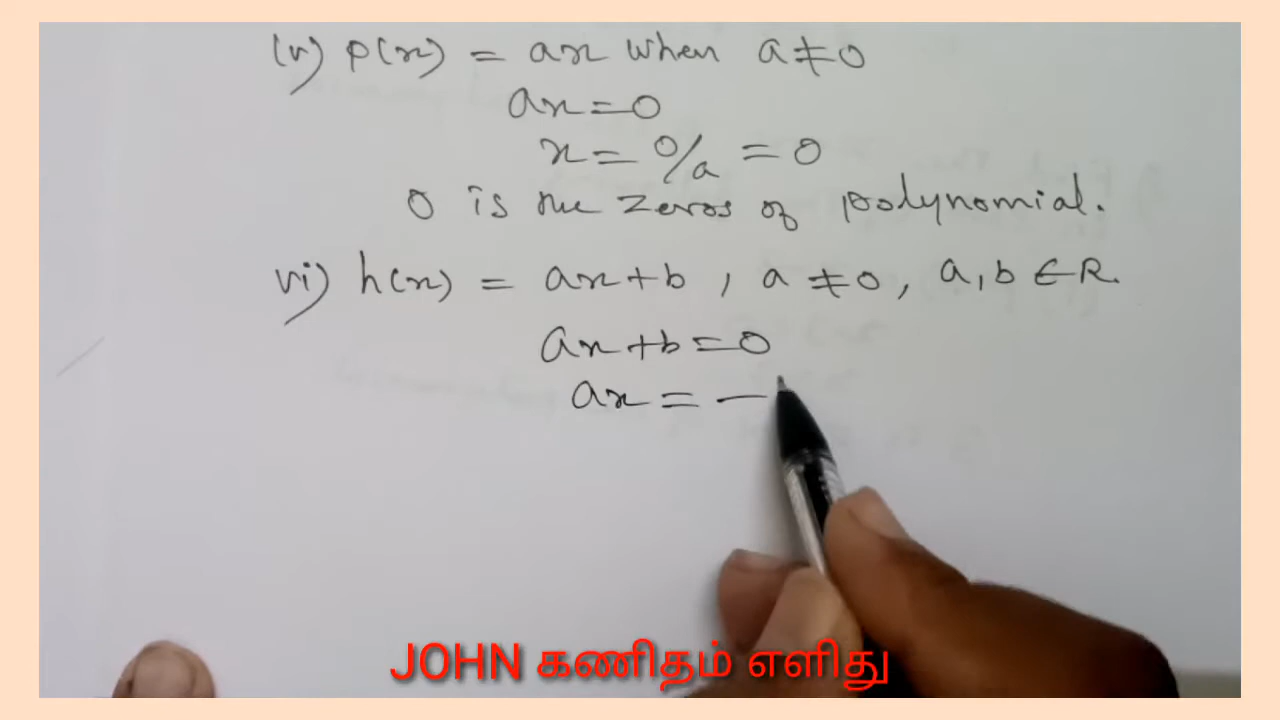 (v) p(x) = ax when a≠0
ax=0
x = 0/a = 0
0 is the zeros of polynomial.
vi) h(x) = ax+b , a ≠0, a,b ∈R.
ax+b=0
ax = —
JOHN கணிதம் எளிது